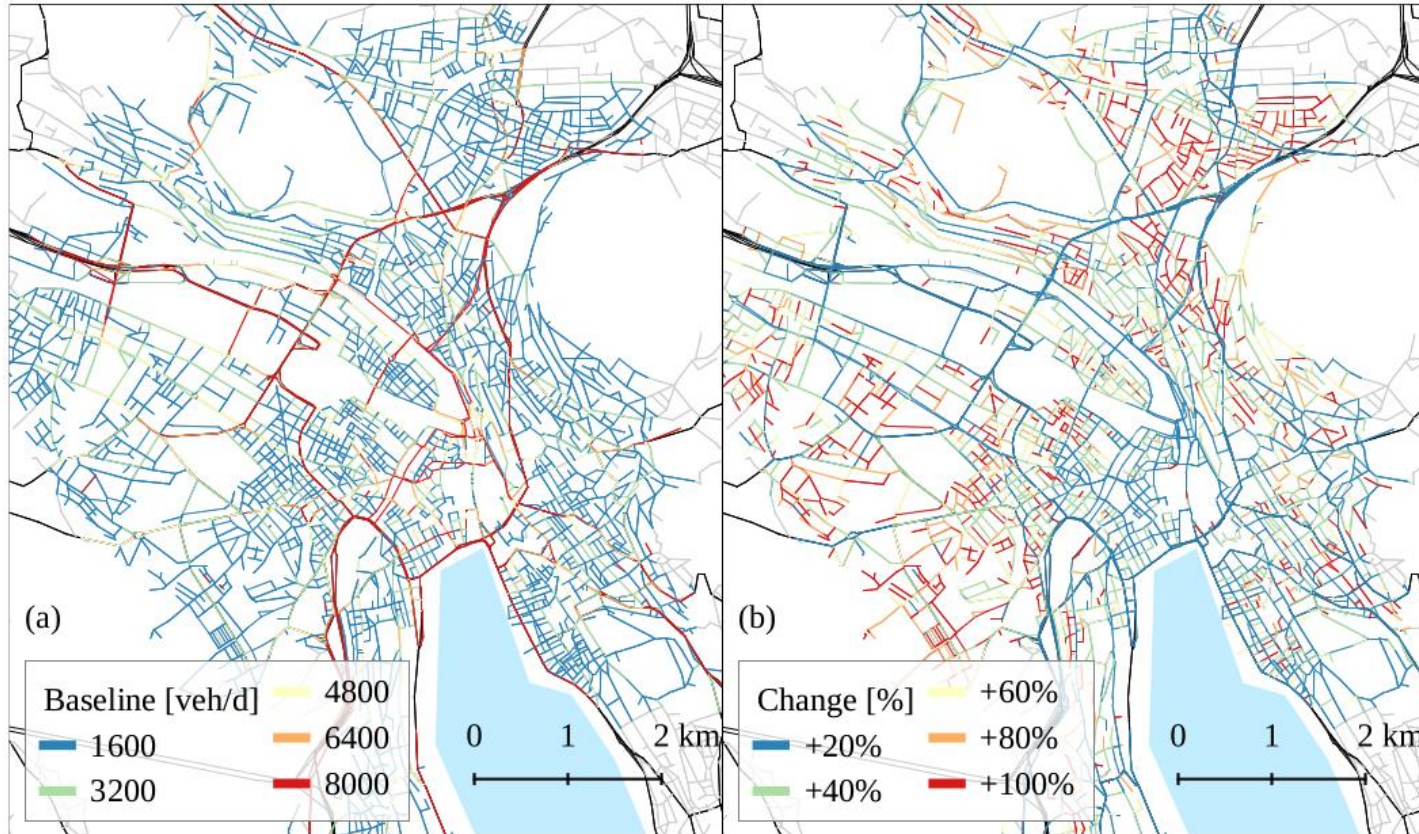 (a)
Baseline [veh/d]
1600
3200
4800
6400
8000
0 1 2 km
(b)
Change [%]
+20%
+40%
+60%
+80%
+100%
0 1 2 km